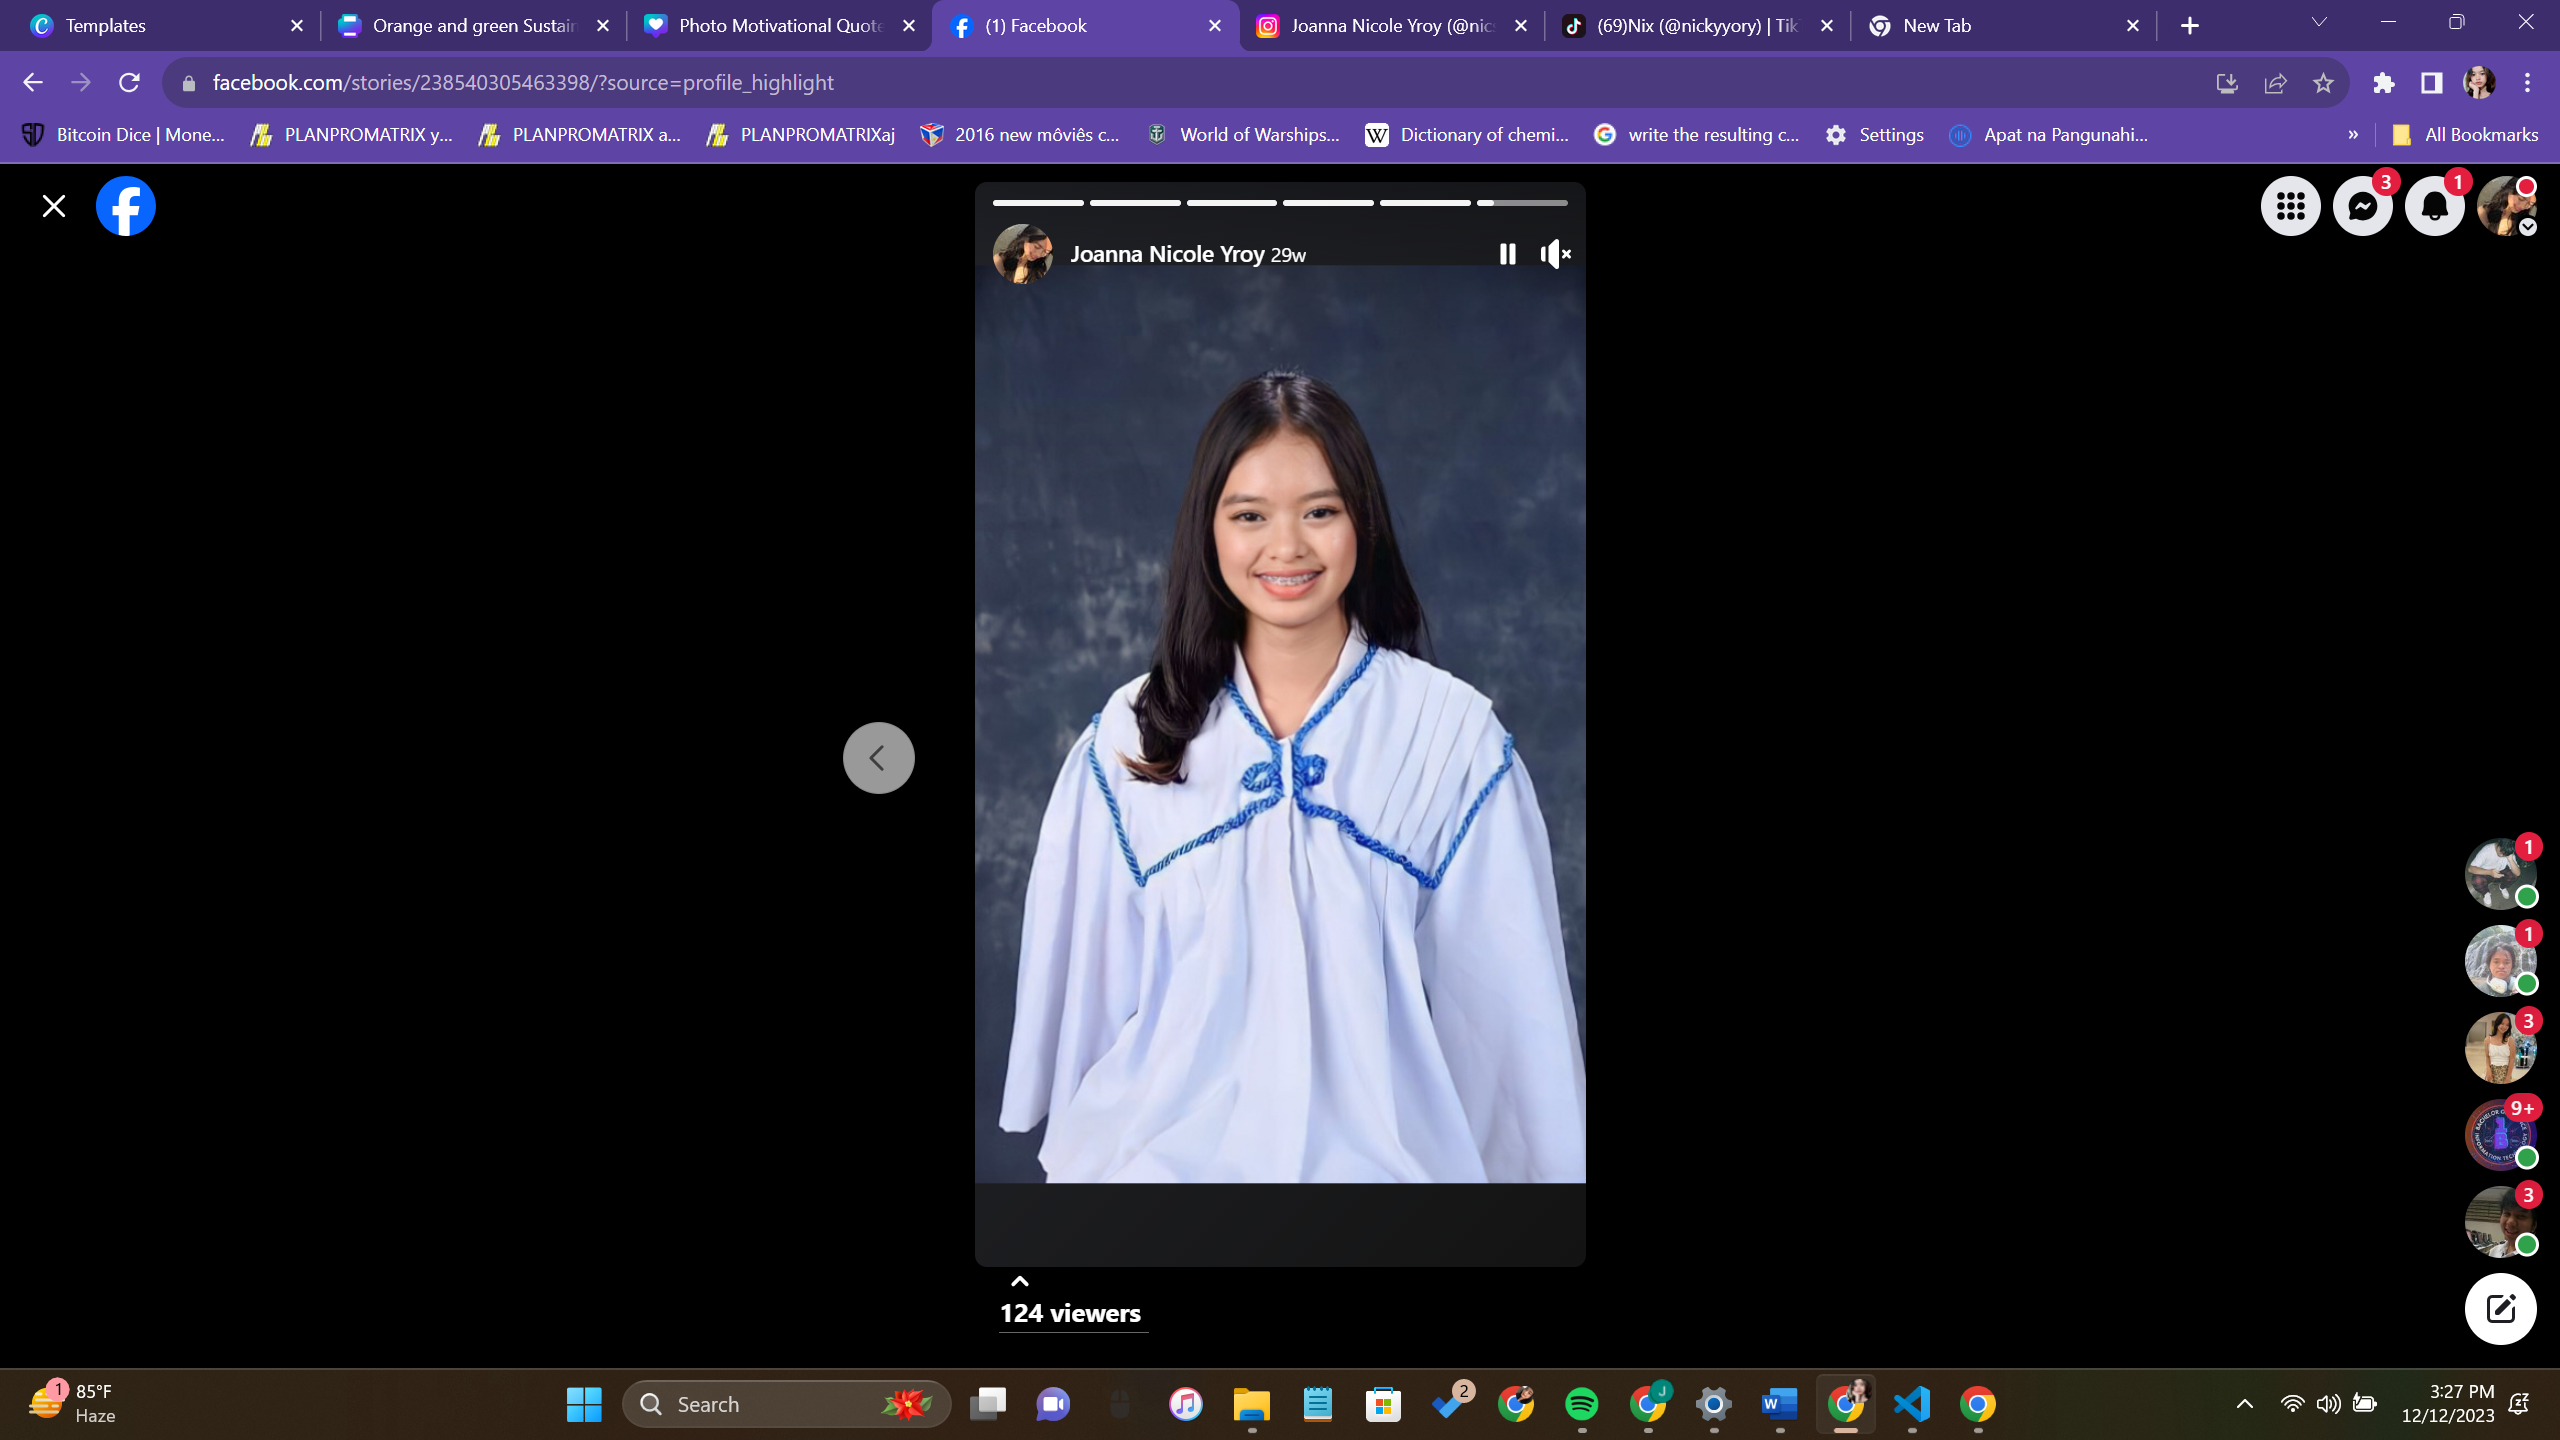 Templates
Orange and green Sustain
Photo Motivational Quote
(1) Facebook
Joanna Nicole Yroy (@nic
(69)Nix (@nickyyory) | Tik
New Tab
facebook.com/stories/238540305463398/?source=profile_highlight
Bitcoin Dice | Mone...
PLANPROMATRIX y...
PLANPROMATRIX a...
PLANPROMATRIXaj
2016 new môviês c...
World of Warships...
Dictionary of chemi...
write the resulting c...
Settings
Apat na Pangunahi...
»
All Bookmarks
3
1
Joanna Nicole Yroy 29w
1
1
3
9+
3
124 viewers
1
85°F
Haze
Search
2
J
3:27 PM
12/12/2023